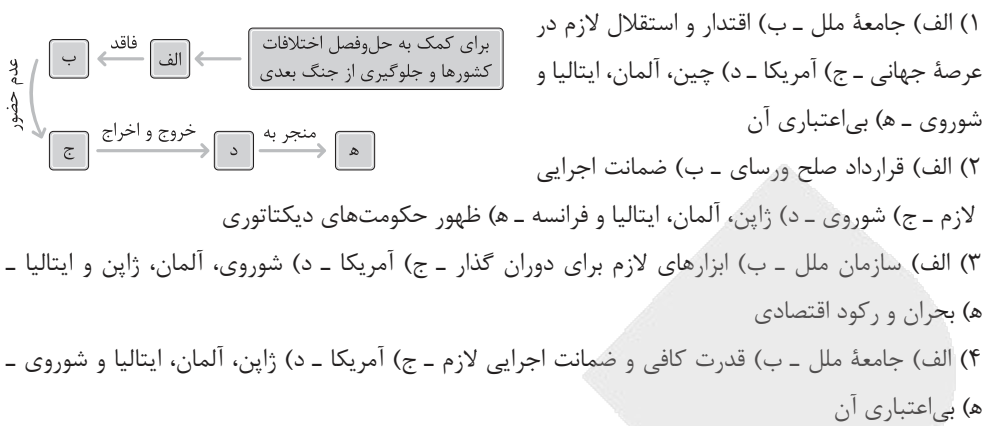 ۱) الف) جامعۀ ملل ـ ب) اقتدار و استقلال لازم در
عرصۀ جهانی ـ ج) آمریکا ـ د) چین، آلمان، ایتالیا و
شوروی ـ ه) بی‌اعتباری آن
برای کمک به حل‌وفصل اختلافات
کشورها و جلوگیری از جنگ بعدی
الف
فاقد
ب
عدم حضور
ج
خروج و اخراج
د
منجر به
ه
۲) الف) قرارداد صلح ورسای ـ ب) ضمانت اجرایی
لازم ـ ج) شوروی ـ د) ژاپن، آلمان، ایتالیا و فرانسه ـ ه) ظهور حکومت‌های دیکتاتوری
۳) الف) سازمان ملل ـ ب) ابزارهای لازم برای دوران گذار ـ ج) آمریکا ـ د) شوروی، آلمان، ژاپن و ایتالیا ـ
ه) بحران و رکود اقتصادی
۴) الف) جامعۀ ملل ـ ب) قدرت کافی و ضمانت اجرایی لازم ـ ج) آمریکا ـ د) ژاپن، آلمان، ایتالیا و شوروی ـ
ه) بی‌اعتباری آن